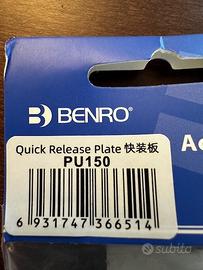 BENRO
Ac
Quick Release Plate 快装板
PU150
6 931747 366514
subito